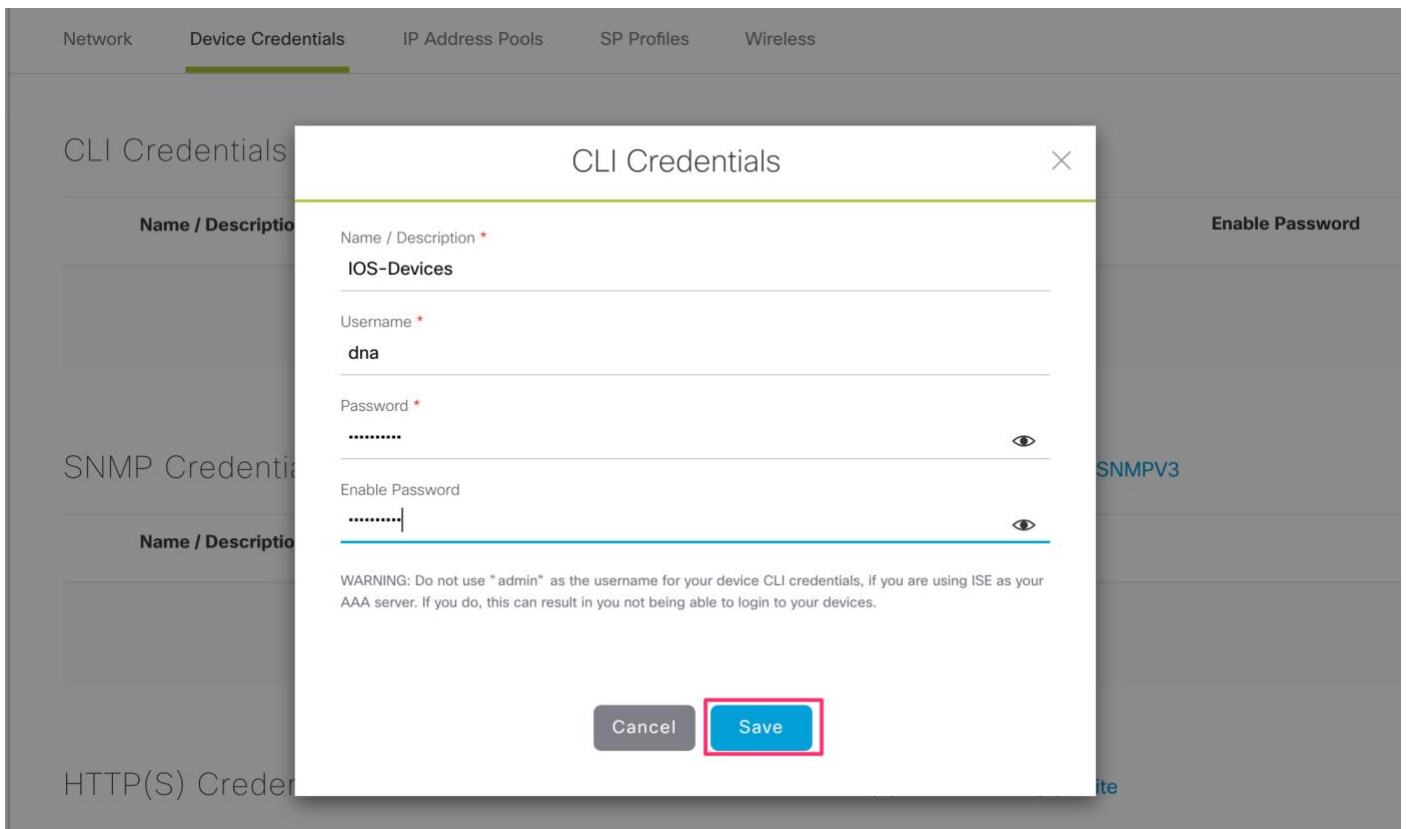 Network Device Credentials IP Address Pools SP Profiles Wireless
CLI Credentials
Name / Descriptio
Enable Password
CLI Credentials
Name / Description *
IOS-Devices
Username *
dna
Password *
••••••••••
Enable Password
••••••••••
WARNING: Do not use "admin" as the username for your device CLI credentials, if you are using ISE as your
AAA server. If you do, this can result in you not being able to login to your devices.
Cancel Save
SNMP Credentia
SNMPV3
Name / Descriptio
HTTP(S) Creder
ite